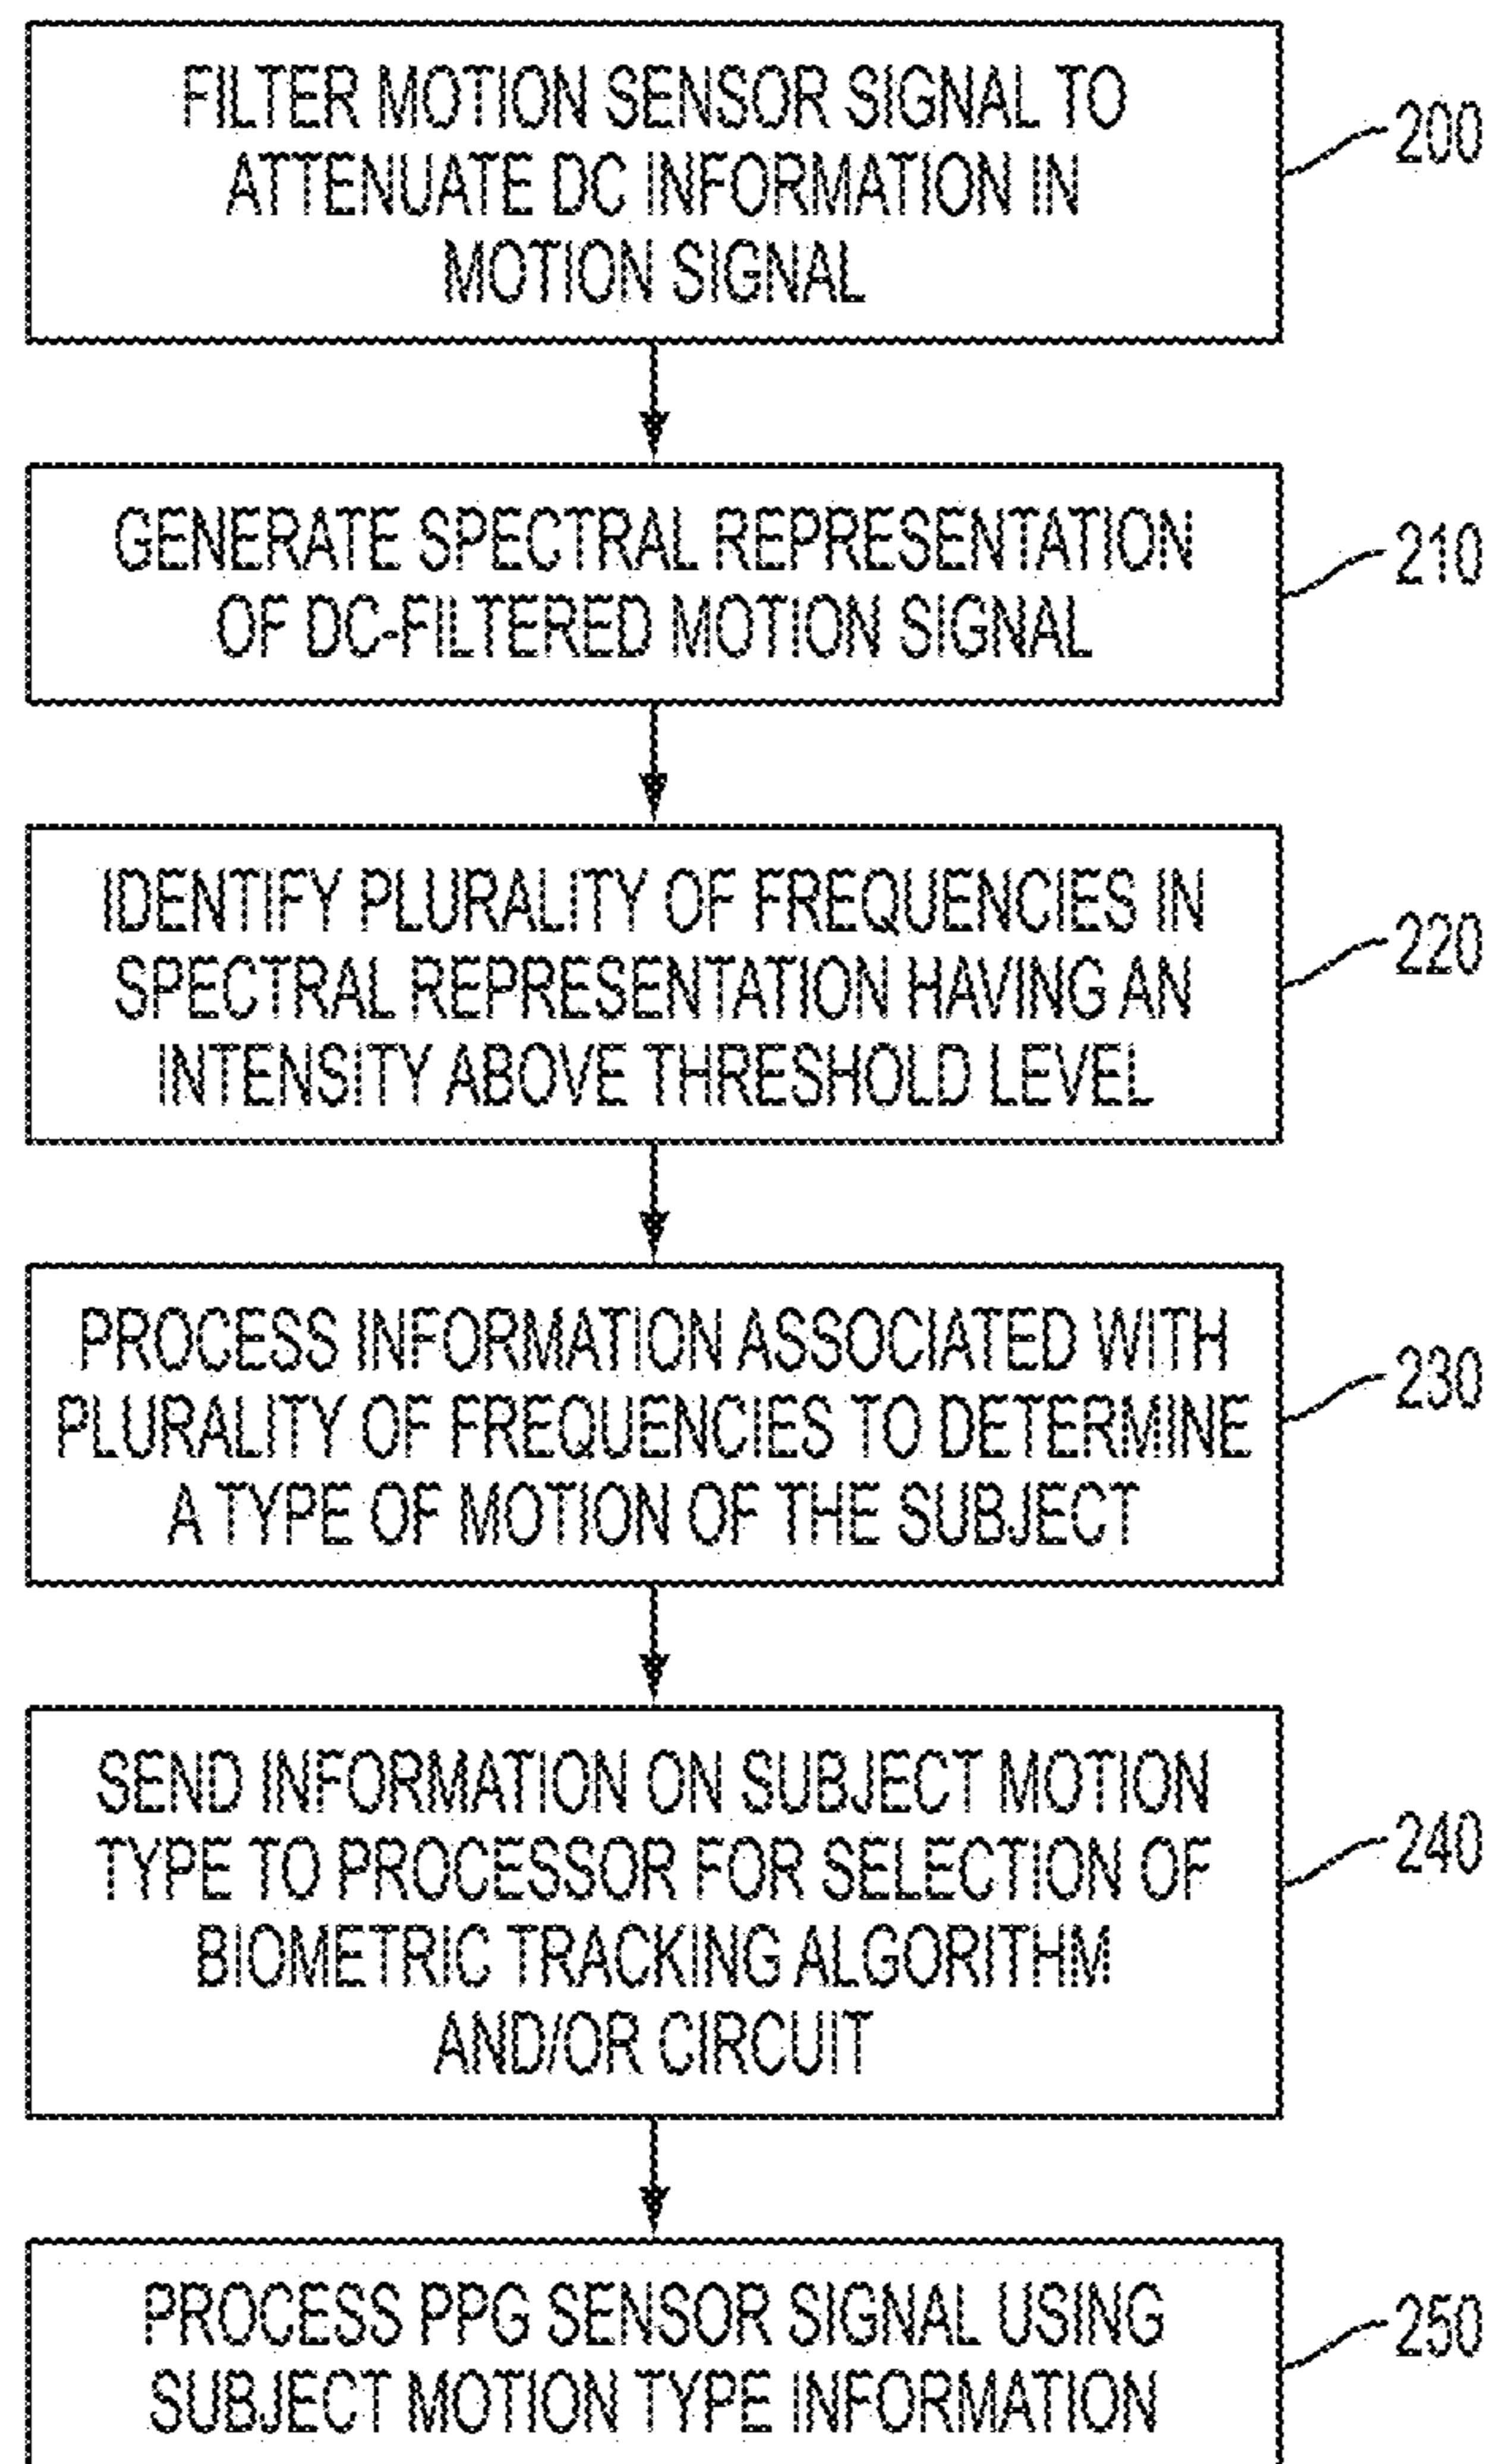 FILTER MOTION SENSOR SIGNAL TO
ATTENUATE DC INFORMATION IN
MOTION SIGNAL
200
GENERATE SPECTRAL REPRESENTATION
OF DC-FILTERED MOTION SIGNAL
210
IDENTIFY PLURALITY OF FREQUENCIES IN
SPECTRAL REPRESENTATION HAVING AN
INTENSITY ABOVE THRESHOLD LEVEL
220
PROCESS INFORMATION ASSOCIATED WITH
PLURALITY OF FREQUENCIES TO DETERMINE
A TYPE OF MOTION OF THE SUBJECT
230
SEND INFORMATION ON SUBJECT MOTION
TYPE TO PROCESSOR FOR SELECTION OF
BIOMETRIC TRACKING ALGORITHM
AND/OR CIRCUIT
240
PROCESS PPG SENSOR SIGNAL USING
SUBJECT MOTION TYPE INFORMATION
250